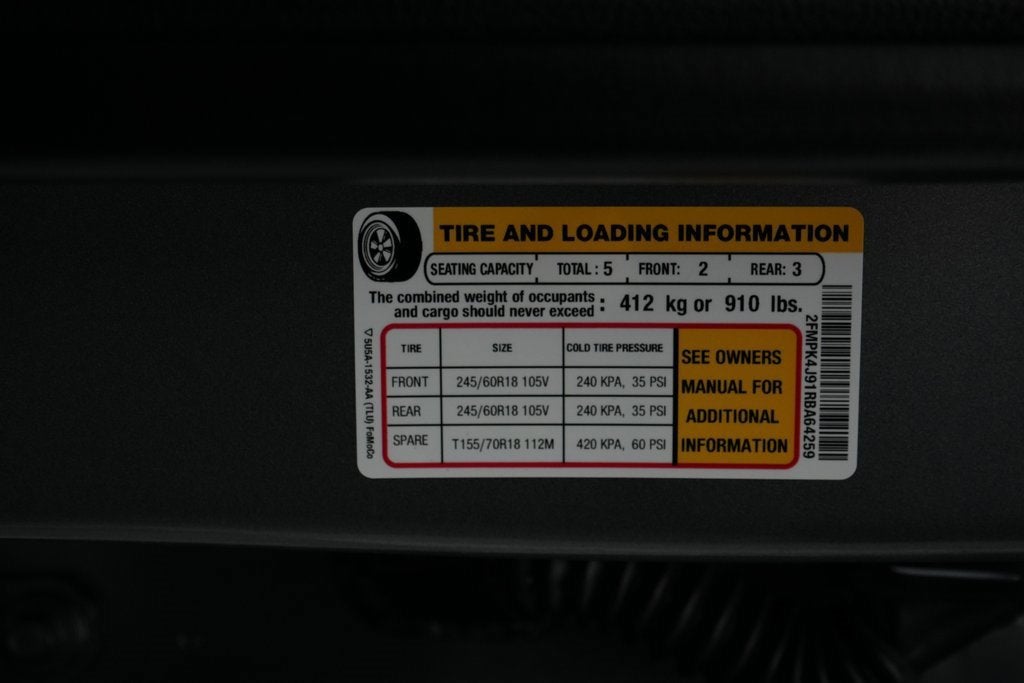 TIRE AND LOADING INFORMATION
SEATING CAPACITY TOTAL : 5 FRONT: 2 REAR: 3
The combined weight of occupants
and cargo should never exceed : 412 kg or 910 lbs.
TIRE SIZE COLD TIRE PRESSURE
FRONT 245/60R18 105V 240 KPA, 35 PSI
REAR 245/60R18 105V 240 KPA, 35 PSI
SPARE T155/70R18 112M 420 KPA, 60 PSI
SEE OWNERS
MANUAL FOR
ADDITIONAL
INFORMATION
5U5A-1532-AA (TLU) FoMoCo
2FMPK4J91RBA64259